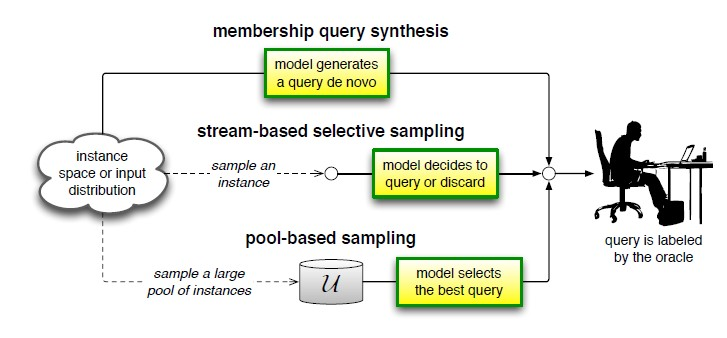 membership query synthesis
model generates
a query de novo
stream-based selective sampling
instance
space or input
distribution
sample an
instance
model decides to
query or discard
query is labeled
by the oracle
pool-based sampling
sample a large
pool of instances
U
model selects
the best query